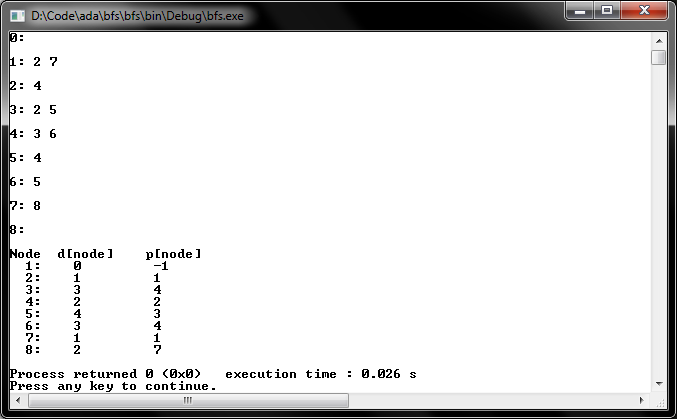 D:\Code\ada\bfs\bfs\bin\Debug\bfs.exe
0:
1: 2 7
2: 4
3: 2 5
4: 3 6
5: 4
6: 5
7: 8
8:
Node  d[node]    p[node]
  1:    0         -1
  2:    1         1
  3:    3         4
  4:    2         2
  5:    4         3
  6:    3         4
  7:    1         1
  8:    2         7
Process returned 0 (0x0)   execution time : 0.026 s
Press any key to continue.